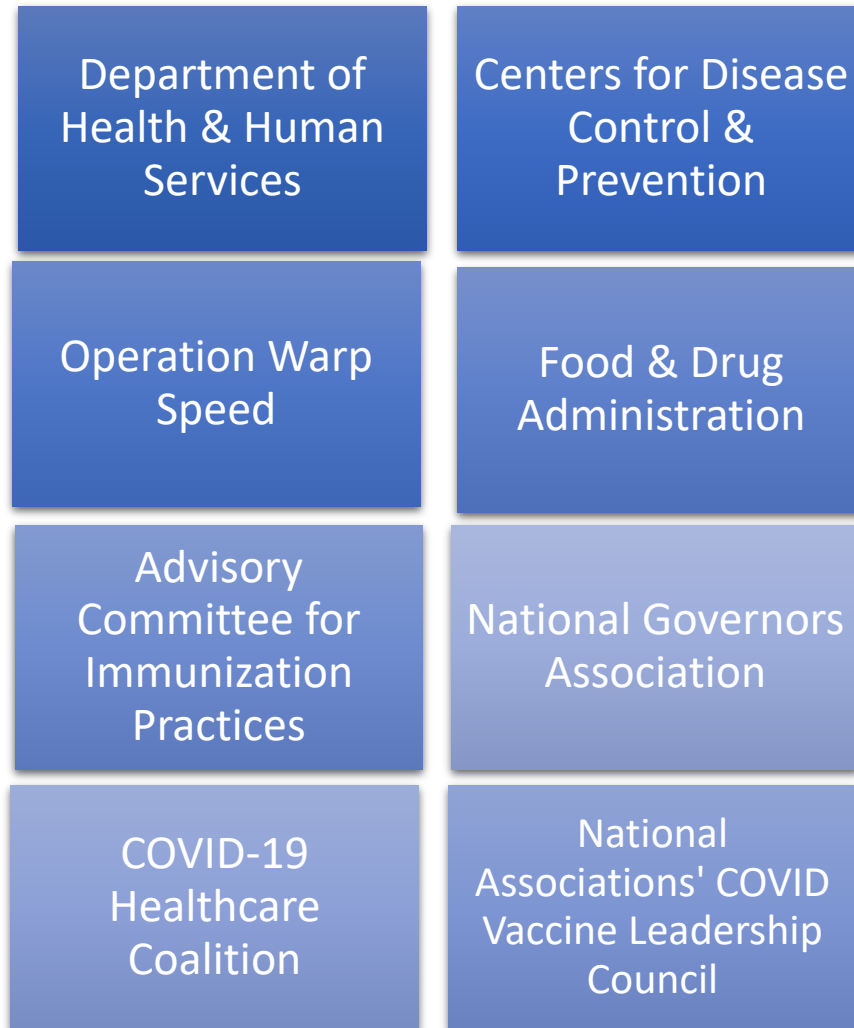 Department of
Health & Human
Services
Centers for Disease
Control &
Prevention
Operation Warp
Speed
Food & Drug
Administration
Advisory
Committee for
Immunization
Practices
National Governors
Association
COVID-19
Healthcare
Coalition
National
Associations' COVID
Vaccine Leadership
Council